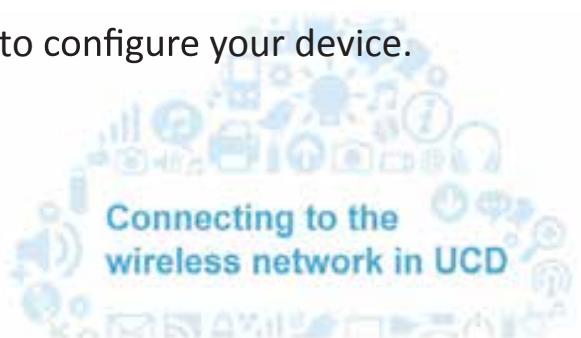 to configure your device.
Connecting to the
wireless network in UCD